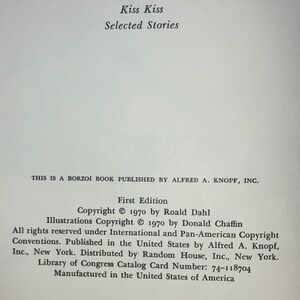 Kiss Kiss
Selected Stories
THIS IS A BORZOI BOOK PUBLISHED BY ALFRED A. KNOPF, INC.
First Edition
Copyright © 1970 by Roald Dahl
Illustrations Copyright © 1970 by Donald Chaffin
All rights reserved under International and Pan-American Copyright
Conventions. Published in the United States by Alfred A. Knopf,
Inc., New York. Distributed by Random House, Inc., New York.
Library of Congress Catalog Card Number: 74-118704
Manufactured in the United States